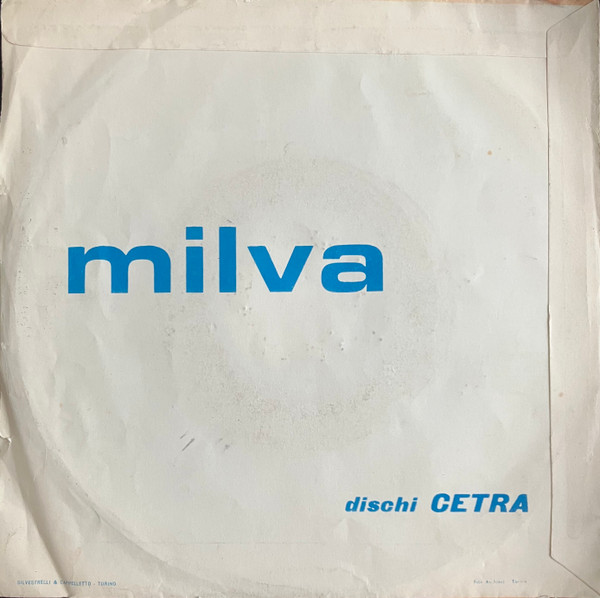 milva
dischi CETRA
SILVESTRELLI & CAPPELLETTO - TORINO